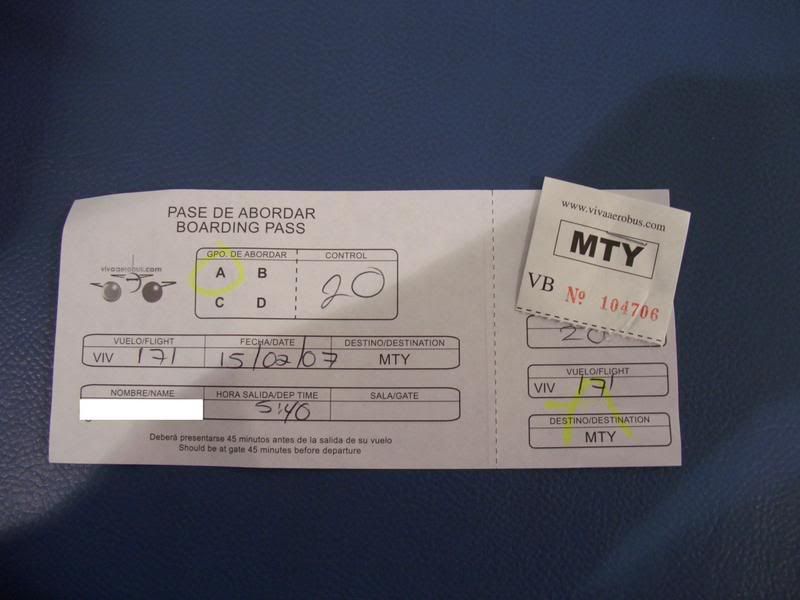 PASE DE ABORDAR
BOARDING PASS
vivaaerobus.com
GPO. DE ABORDAR
CONTROL
A B
C D
20
VUELO/FLIGHT
FECHA/DATE
DESTINO/DESTINATION
VIV 171
15/02/07
MTY
NOMBRE/NAME
HORA SALIDA/DEP TIME
SALA/GATE
5:40
Deberá presentarse 45 minutos antes de la salida de su vuelo
Should be at gate 45 minutes before departure
www.vivaaerobus.com
MTY
VB Nº 104706
20
VUELO/FLIGHT
VIV 171
A
DESTINO/DESTINATION
MTY